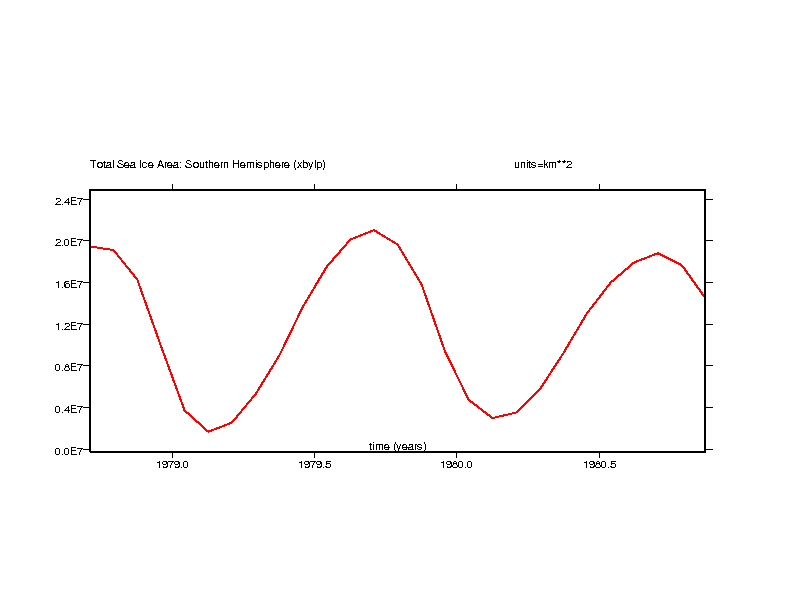 Total Sea Ice Area: Southern Hemisphere (xbylp)
units=km**2
2.4E7
2.0E7
1.6E7
1.2E7
0.8E7
0.4E7
0.0E7
time (years)
1979.0
1979.5
1980.0
1980.5